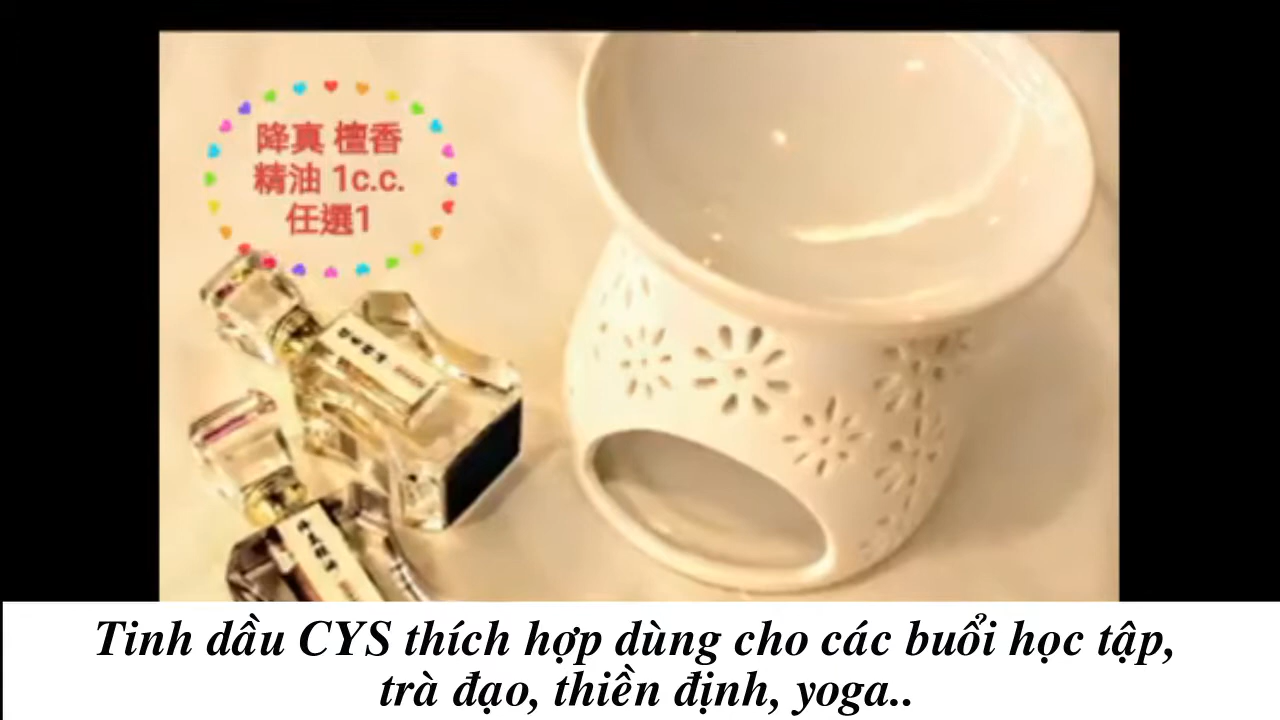 降真 檀香
精油 1c.c.
任選1
Tinh dầu CYS thích hợp dùng cho các buổi học tập,
trà đạo, thiền định, yoga..